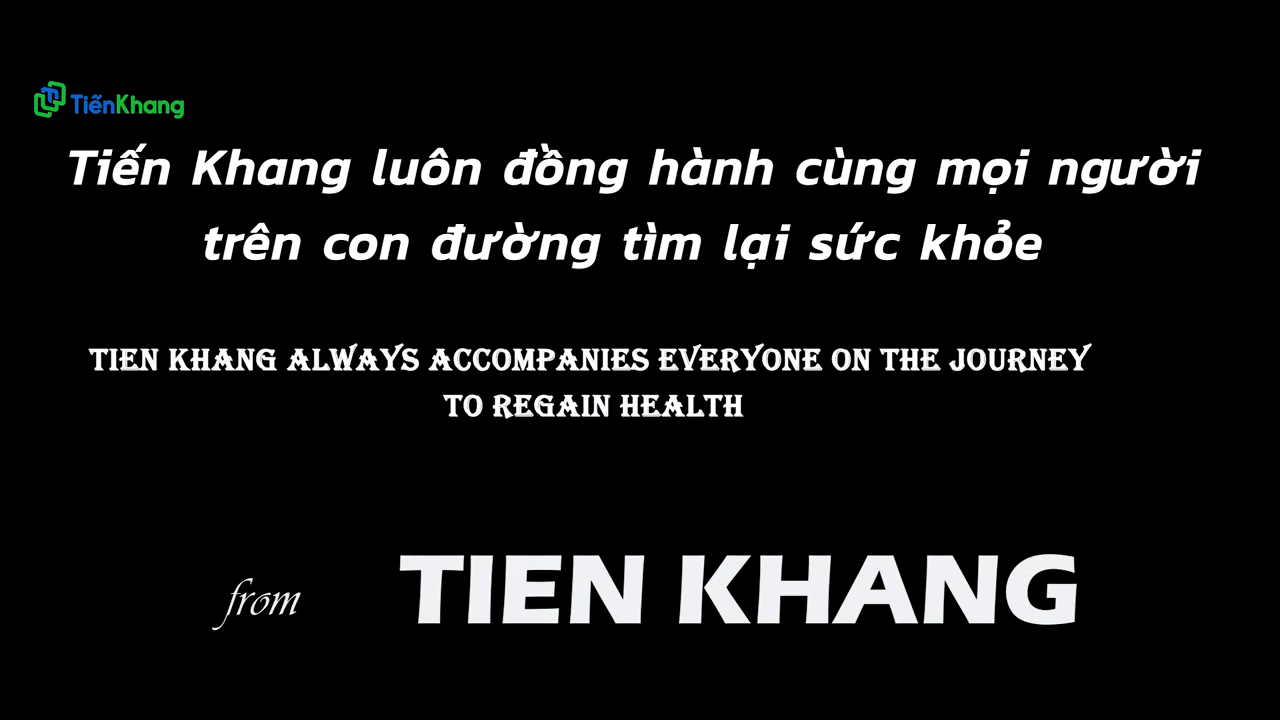 TiếnKhang
Tiến Khang luôn đồng hành cùng mọi người
trên con đường tìm lại sức khỏe
TIEN KHANG ALWAYS ACCOMPANIES EVERYONE ON THE JOURNEY
TO REGAIN HEALTH
from TIEN KHANG